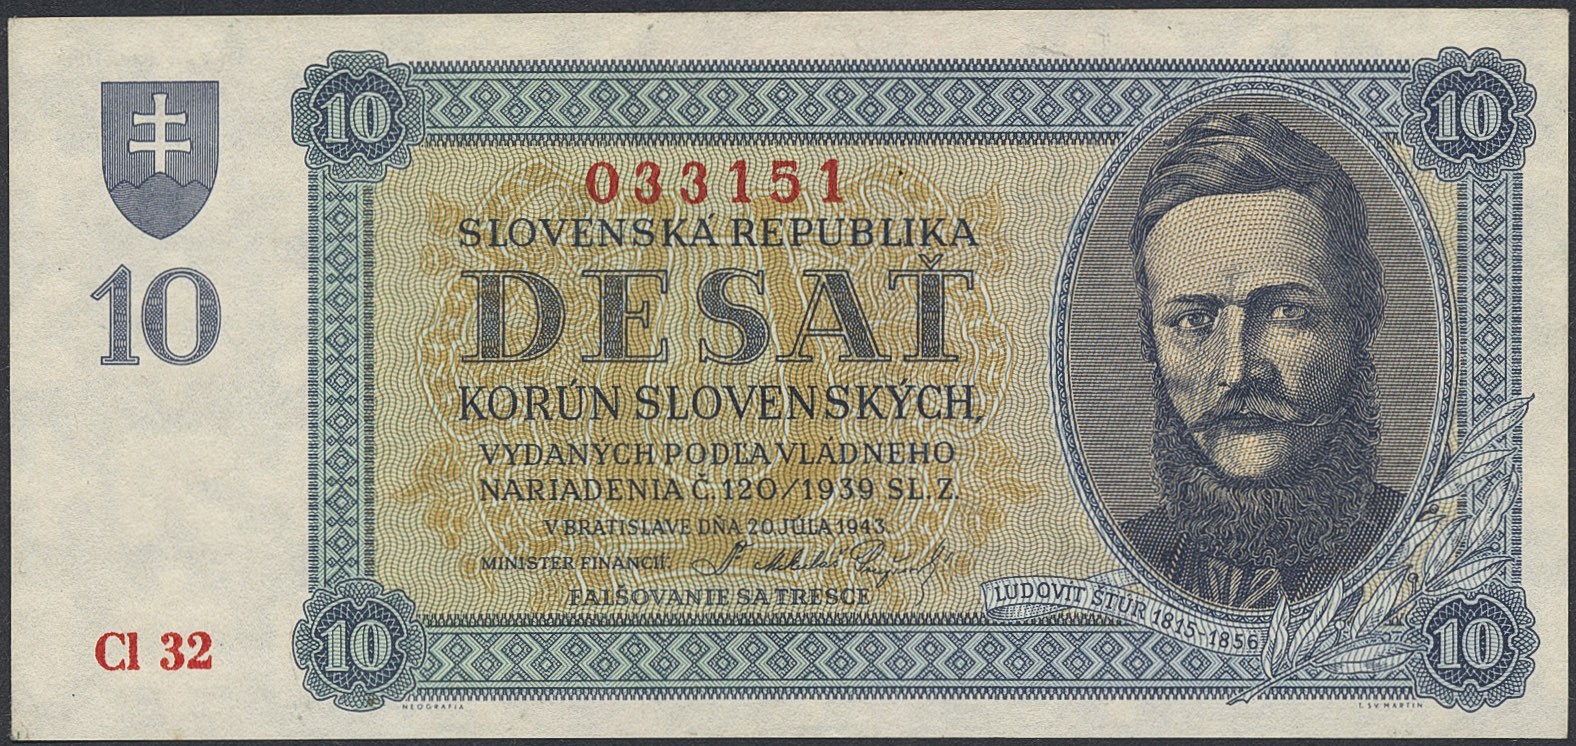 10
10
033151
SLOVENSKÁ REPUBLIKA
DESAŤ
10
KORÚN SLOVENSKÝCH,
VYDANÝCH PODĽA VLÁDNEHO
NARIADENIA Č. 120/1939 SL. Z.
V BRATISLAVE DŇA 20. JÚLA 1943.
MINISTER FINANCIÍ:
FALŠOVANIE SA TRESCE
ĽUDOVÍT ŠTÚR 1815-1856
Cl 32
10
10
NEOGRAFIA
T. SV. MARTIN